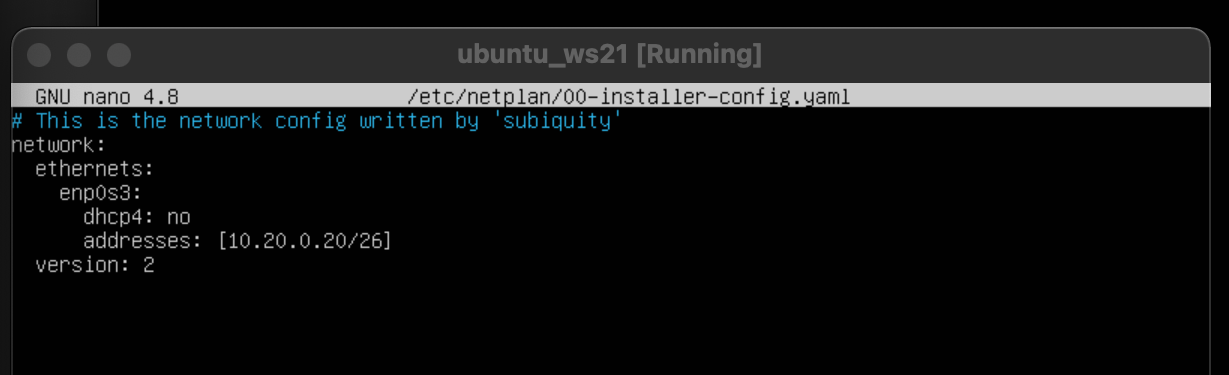 ubuntu_ws21 [Running]
GNU nano 4.8 /etc/netplan/00-installer-config.yaml
# This is the network config written by 'subiquity'
network:
  ethernets:
    enp0s3:
      dhcp4: no
      addresses: [10.20.0.20/26]
  version: 2